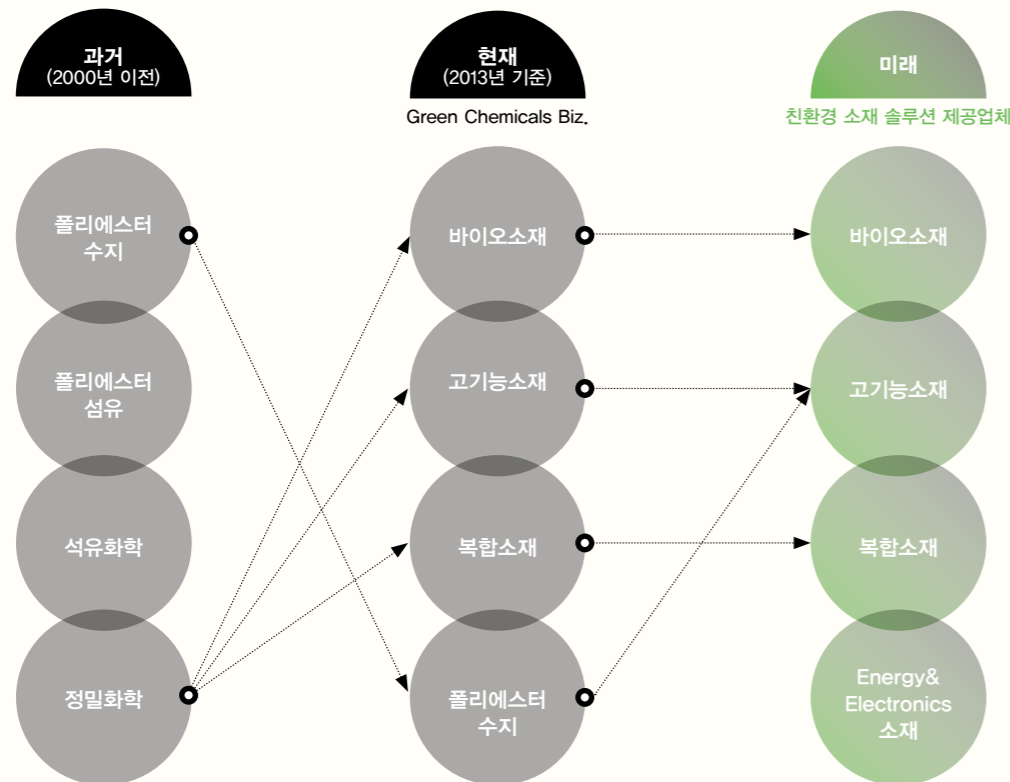 과거
(2000년 이전)
현재
(2013년 기준)
Green Chemicals Biz.
미래
친환경 소재 솔루션 제공업체
폴리에스터
수지
폴리에스터
섬유
석유화학
정밀화학
바이오소재
고기능소재
복합소재
폴리에스터
수지
바이오소재
고기능소재
복합소재
Energy&
Electronics
소재